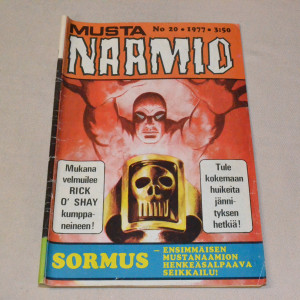 MUSTA
No 20 • 1977 • 3:50
NAAMIO
Mukana
velmuilee
RICK
O' SHAY
kumppa-
neineen!
Tule
kokemaan
huikeita
jänni-
tyksen
hetkiä!
SORMUS
– ENSIMMÄISEN
MUSTANAAMION
HENKEÄSALPAAVA
SEIKKAILU!